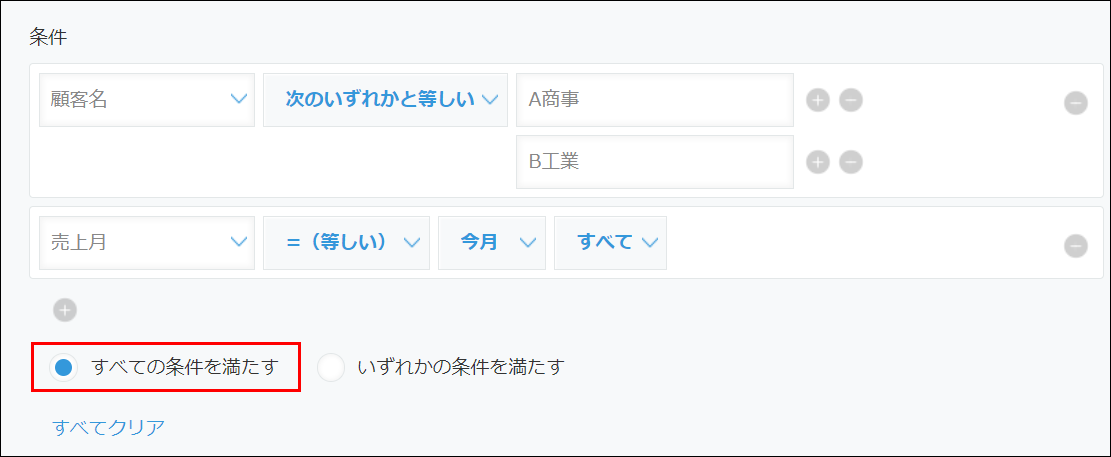 条件
顧客名 次のいずれかと等しい A商事
B工業
売上月 =（等しい） 今月 すべて
すべての条件を満たす いずれかの条件を満たす
すべてクリア